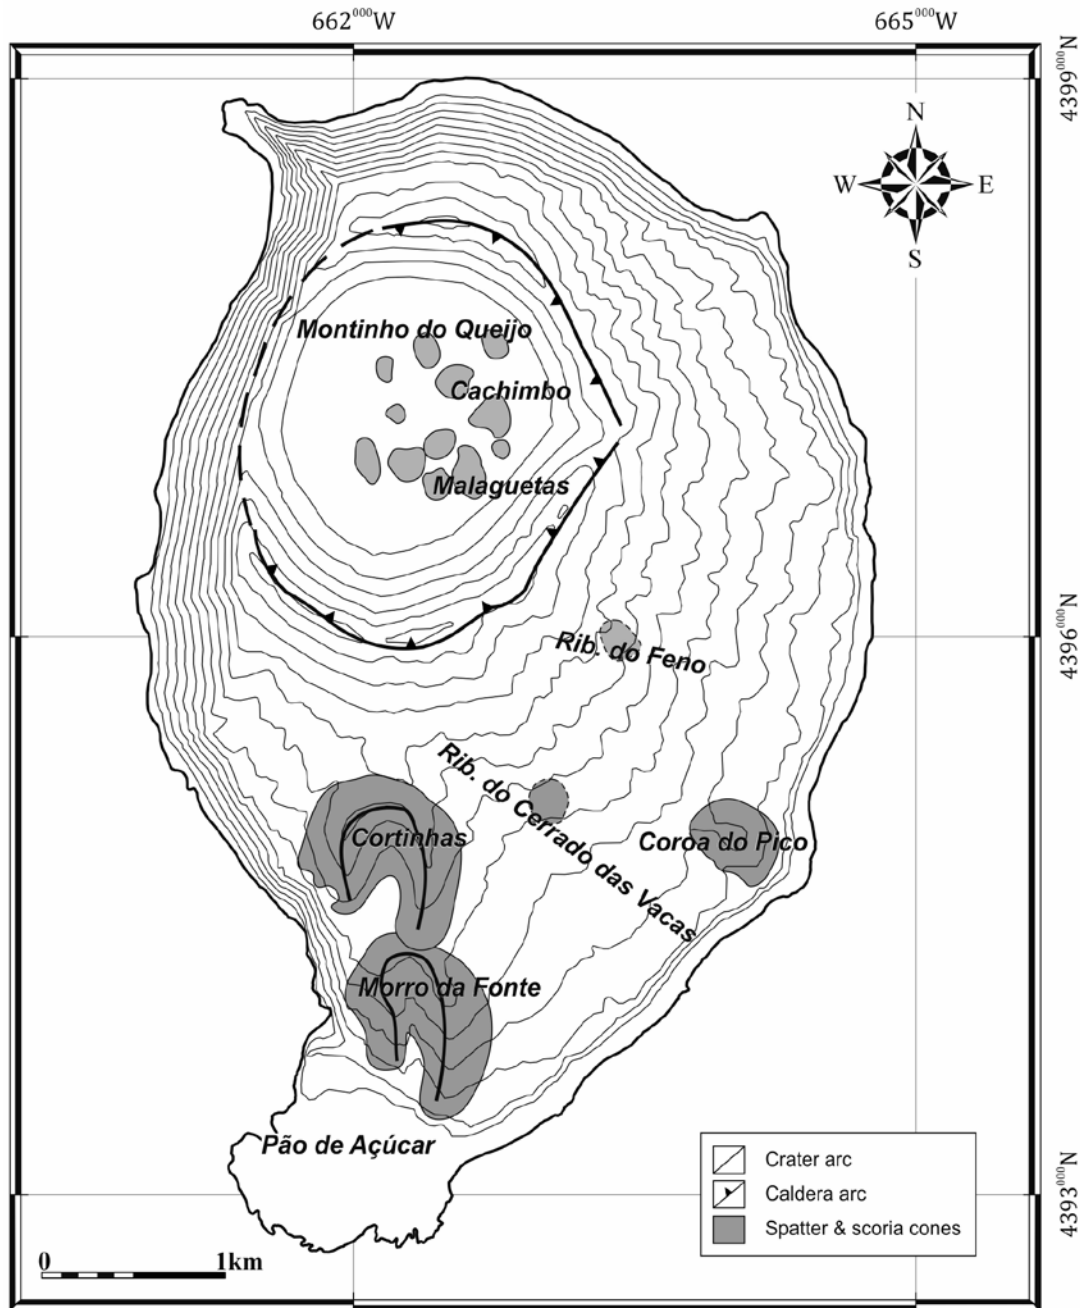 662⁰⁰⁰W
665⁰⁰⁰W
4399⁰⁰⁰N
N
W
E
S
Montinho do Queijo
Cachimbo
Malaguetas
Rib. do Feno
4396⁰⁰⁰N
Rib. do Cerrado das Vacas
Cortinhas
Coroa do Pico
Morro da Fonte
Pão de Açúcar
Crater arc
Caldera arc
Spatter & scoria cones
4393⁰⁰⁰N
0
1km